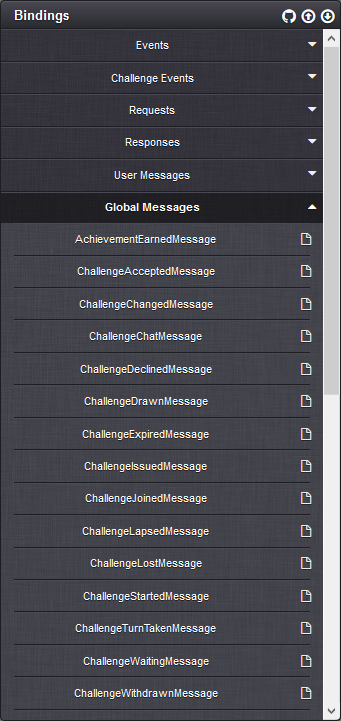 Bindings
Events
Challenge Events
Requests
Responses
User Messages
Global Messages
AchievementEarnedMessage
ChallengeAcceptedMessage
ChallengeChangedMessage
ChallengeChatMessage
ChallengeDeclinedMessage
ChallengeDrawnMessage
ChallengeExpiredMessage
ChallengeIssuedMessage
ChallengeJoinedMessage
ChallengeLapsedMessage
ChallengeLostMessage
ChallengeStartedMessage
ChallengeTurnTakenMessage
ChallengeWaitingMessage
ChallengeWithdrawnMessage